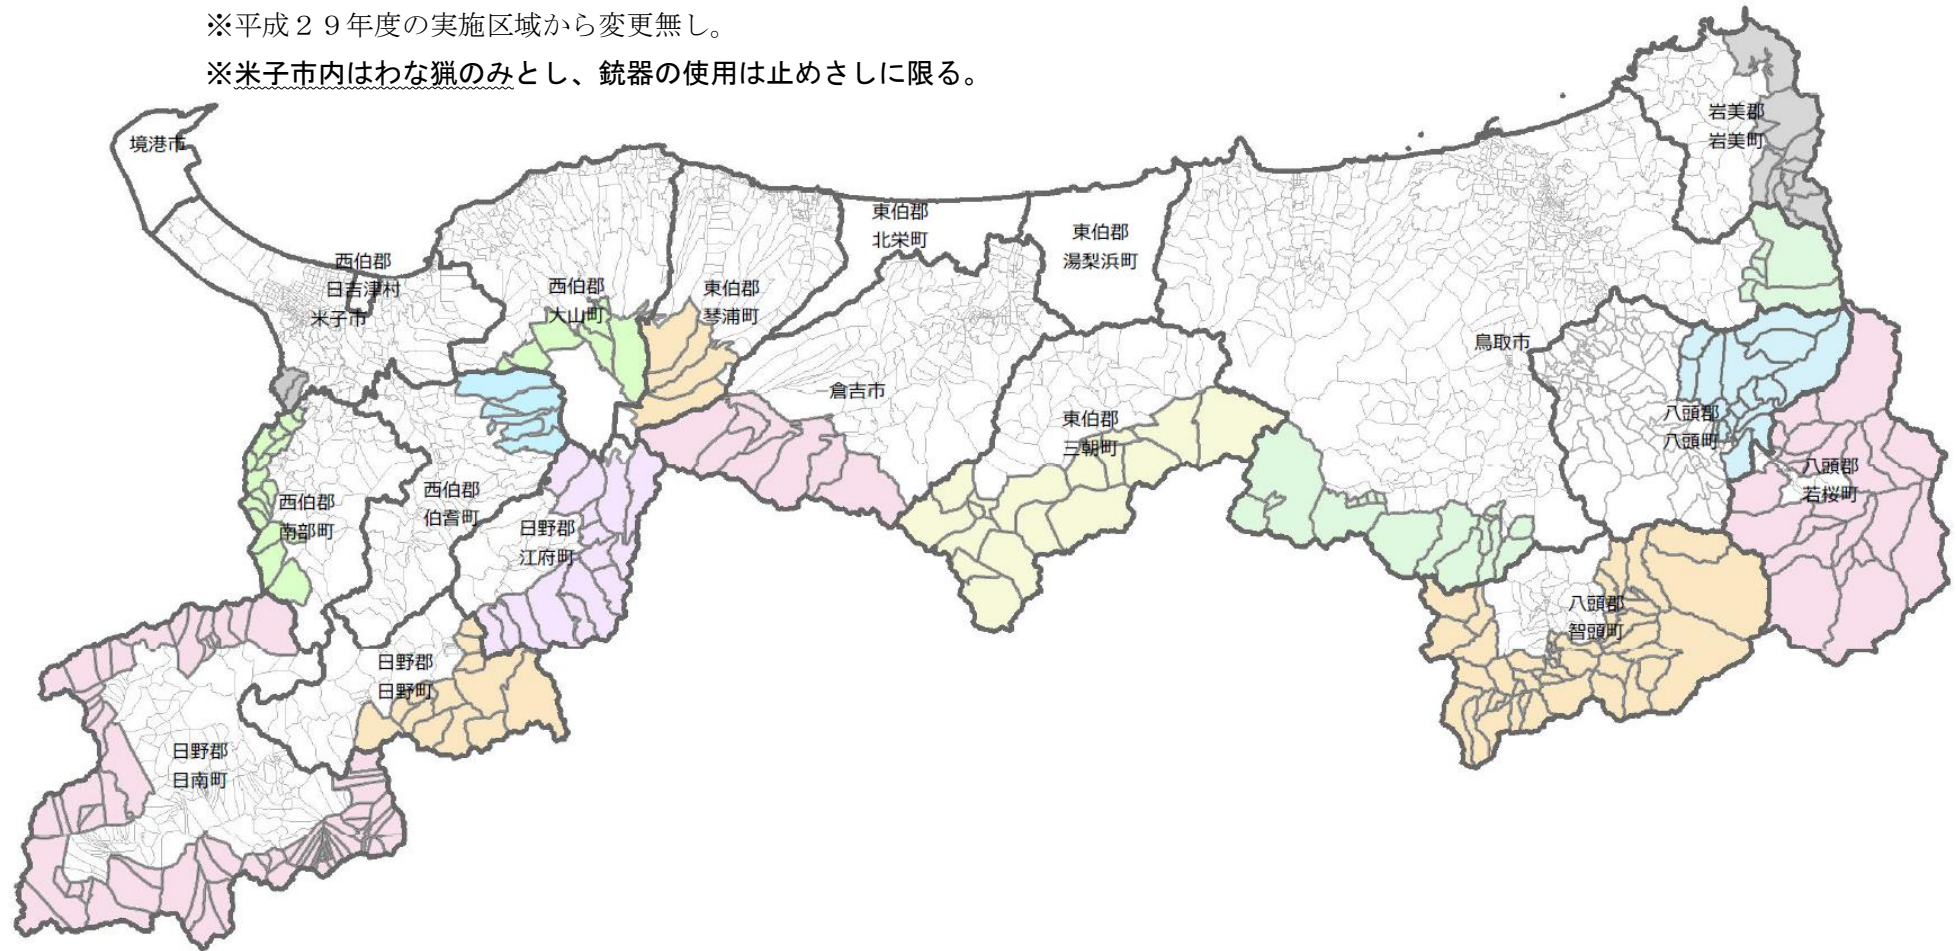 ※平成２９年度の実施区域から変更無し。
※米子市内はわな猟のみとし、銃器の使用は止めさしに限る。
境港市
岩美郡
岩美町
東伯郡
北栄町
東伯郡
湯梨浜町
西伯郡
日吉津村
米子市
西伯郡
大山町
東伯郡
琴浦町
鳥取市
倉吉市
東伯郡
三朝町
八頭郡
八頭町
八頭郡
若桜町
西伯郡
南部町
西伯郡
伯耆町
日野郡
江府町
八頭郡
智頭町
日野郡
日野町
日野郡
日南町